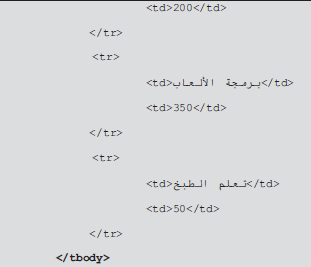 <td>200</td>
</tr>
<tr>
<td>برمجة الألعاب</td>
<td>350</td>
</tr>
<tr>
<td>تعلم الطبخ</td>
<td>50</td>
</tr>
</tbody>